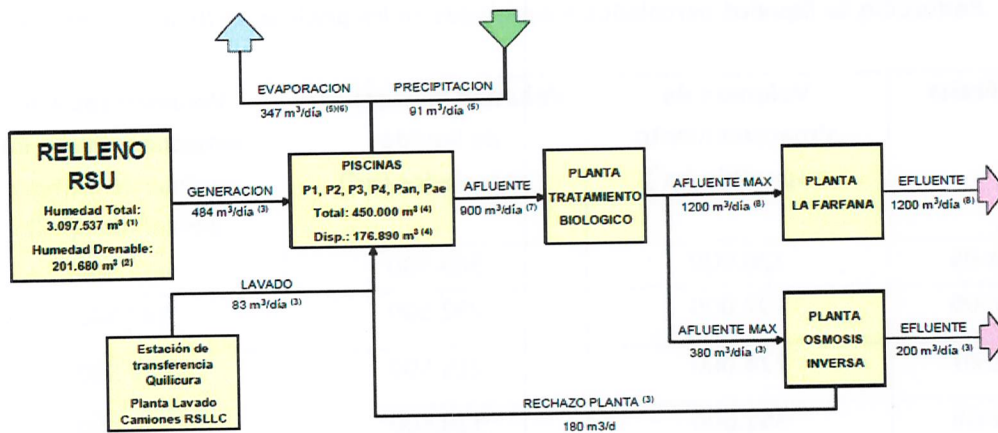 EVAPORACION
347 m³/día (5)(6)
PRECIPITACION
91 m³/día (5)
RELLENO
RSU
Humedad Total:
3.097.537 m³ (1)
Humedad Drenable:
201.680 m³ (2)
GENERACION
484 m³/día (3)
PISCINAS
P1, P2, P3, P4, Pan, Pae
Total: 450.000 m³ (4)
Disp.: 176.890 m³ (4)
AFLUENTE
900 m³/día (7)
PLANTA
TRATAMIENTO
BIOLOGICO
AFLUENTE MAX
1200 m³/día (8)
PLANTA
LA FARFANA
EFLUENTE
1200 m³/día (8)
LAVADO
83 m³/día (3)
Estación de
transferencia
Quilicura
Planta Lavado
Camiones RSLLC
AFLUENTE MAX
380 m³/día (3)
PLANTA
OSMOSIS
INVERSA
EFLUENTE
200 m³/día (3)
RECHAZO PLANTA (3)
180 m3/d